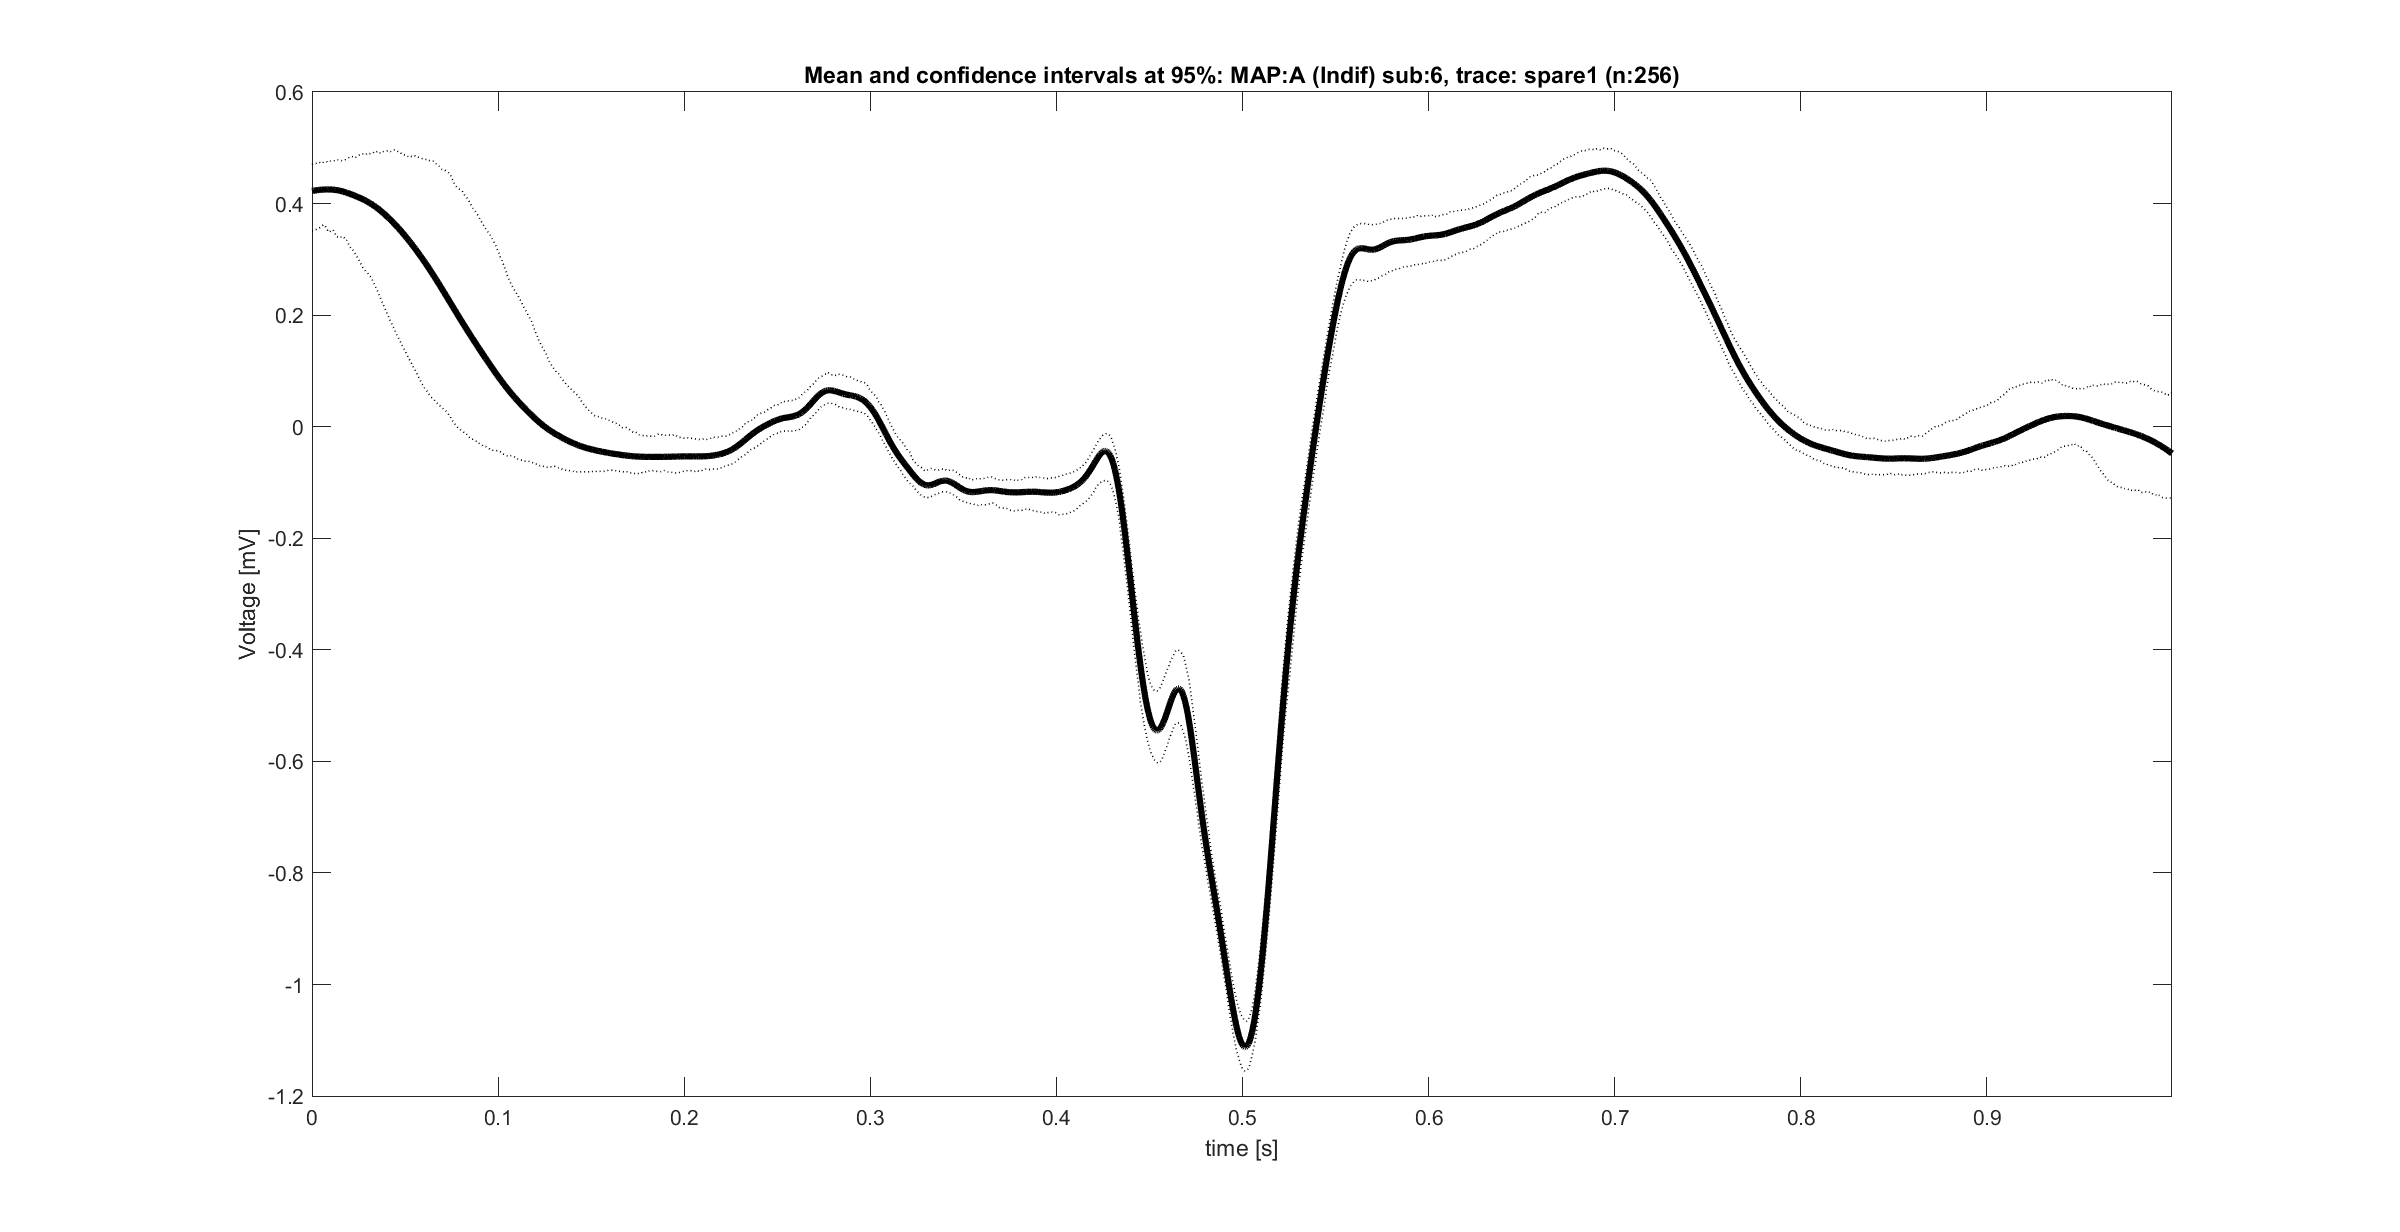 Mean and confidence intervals at 95%: MAP:A (Indif) sub:6, trace: spare1 (n:256)
0.6
0.4
0.2
0
-0.2
-0.4
-0.6
-0.8
-1
-1.2
Voltage [mV]
0 0.1 0.2 0.3 0.4 0.5 0.6 0.7 0.8 0.9
time [s]